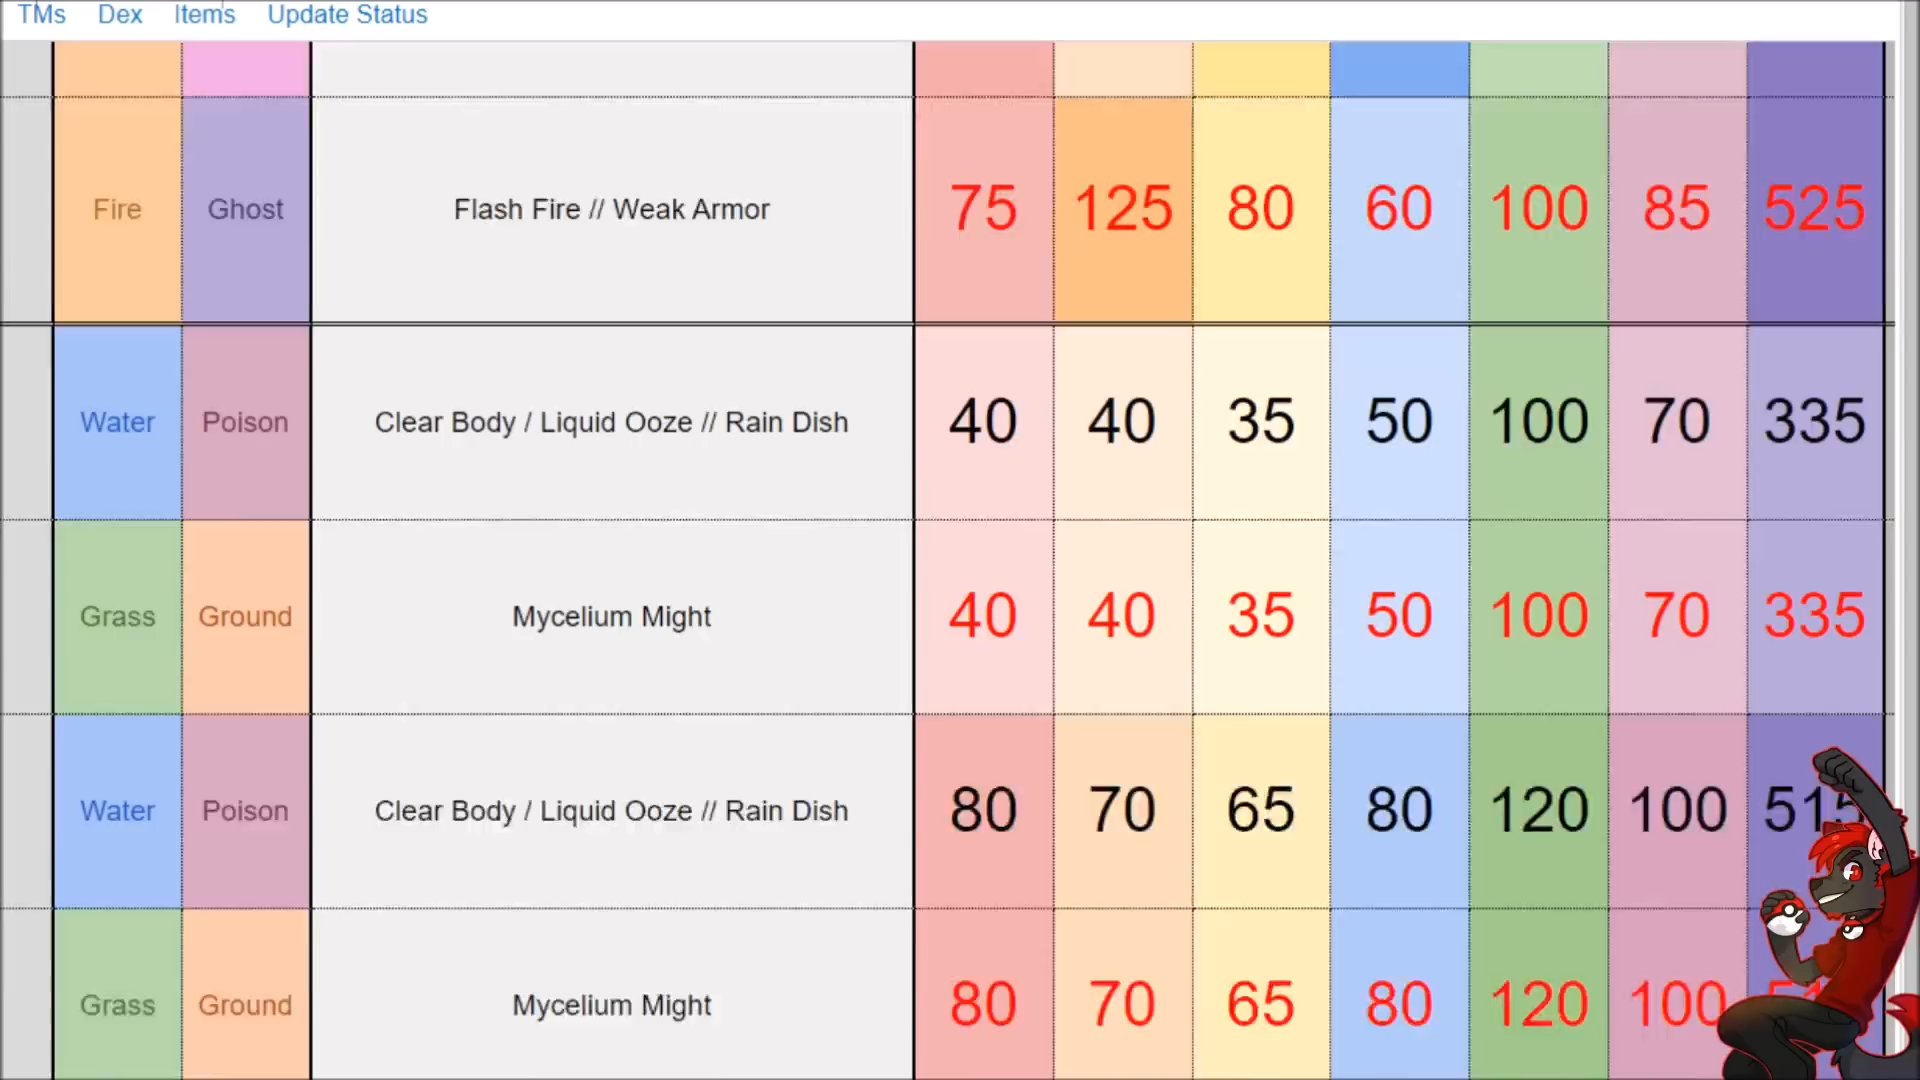 TMs Dex Items Update Status
Fire Ghost Flash Fire // Weak Armor 75 125 80 60 100 85 525
Water Poison Clear Body / Liquid Ooze // Rain Dish 40 40 35 50 100 70 335
Grass Ground Mycelium Might 40 40 35 50 100 70 335
Water Poison Clear Body / Liquid Ooze // Rain Dish 80 70 65 80 120 100 515
Grass Ground Mycelium Might 80 70 65 80 120 100